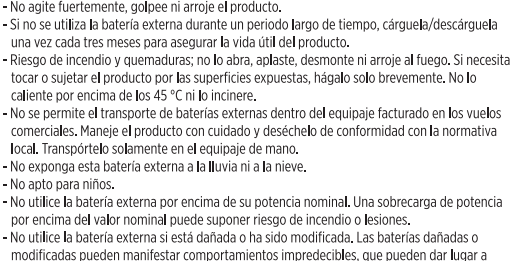 - No agite fuertemente, golpee ni arroje el producto.
- Si no se utiliza la batería externa durante un periodo largo de tiempo, cárguela/descárguela
una vez cada tres meses para asegurar la vida útil del producto.
- Riesgo de incendio y quemaduras; no lo abra, aplaste, desmonte ni arroje al fuego. Si necesita
tocar o sujetar el producto por las superficies expuestas, hágalo solo brevemente. No lo
caliente por encima de los 45 °C ni lo incinere.
- No se permite el transporte de baterías externas dentro del equipaje facturado en los vuelos
comerciales. Maneje el producto con cuidado y deséchelo de conformidad con la normativa
local. Transpórtelo solamente en el equipaje de mano.
- No exponga esta batería externa a la lluvia ni a la nieve.
- No apto para niños.
- No utilice la batería externa por encima de su potencia nominal. Una sobrecarga de potencia
por encima del valor nominal puede suponer riesgo de incendio o lesiones.
- No utilice la batería externa si está dañada o ha sido modificada. Las baterías dañadas o
modificadas pueden manifestar comportamientos impredecibles, que pueden dar lugar a